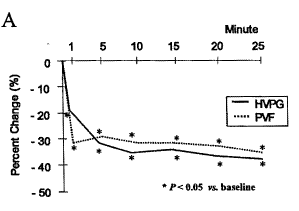 A
Minute
1 5 10 15 20 25
0
- 10
- 20
- 30
- 40
- 50
Percent Change (%)
HVPG
PVF
* * * * * *
* * * * * *
* P < 0.05 vs. baseline